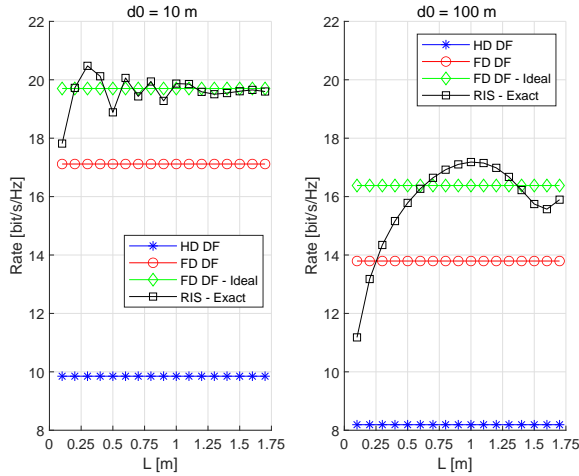 d0 = 10 m
22
20
18
16
14
12
10
8
Rate [bit/s/Hz]
HD DF
FD DF
FD DF - Ideal
RIS - Exact
0 0.25 0.5 0.75 1 1.25 1.5 1.75
L [m]
d0 = 100 m
22
20
18
16
14
12
10
8
Rate [bit/s/Hz]
HD DF
FD DF
FD DF - Ideal
RIS - Exact
0 0.25 0.5 0.75 1 1.25 1.5 1.75
L [m]